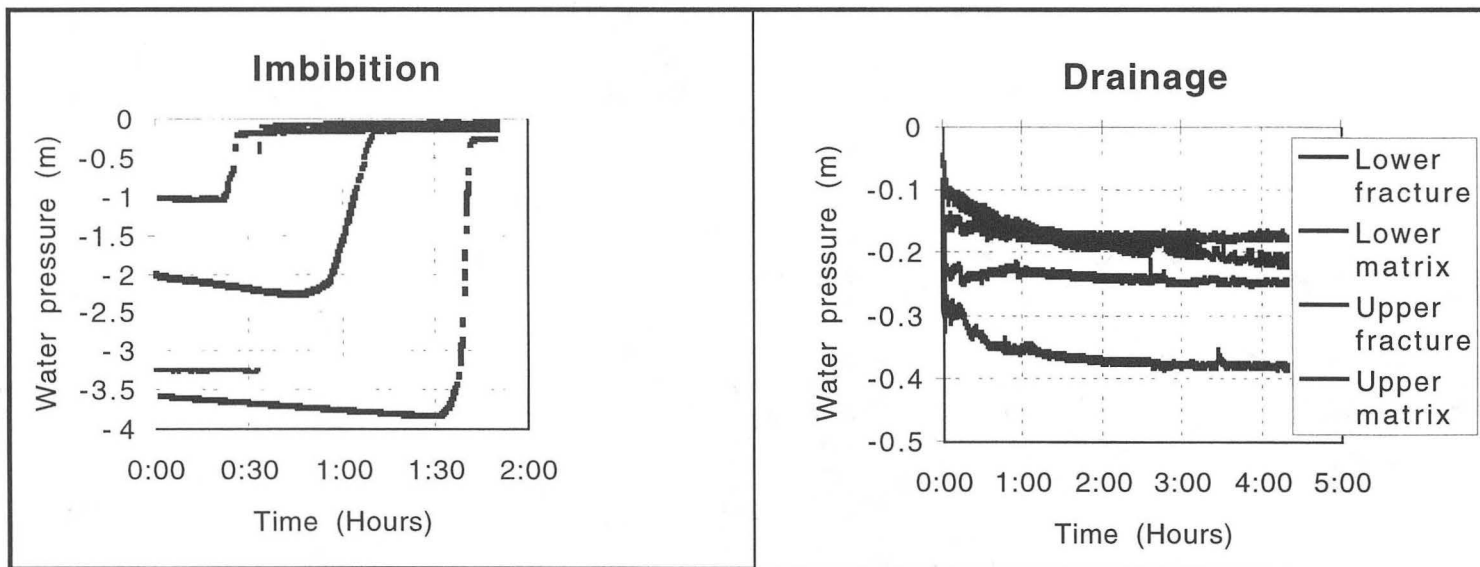 Imbibition
Water pressure (m)
0
-0.5
-1
-1.5
-2
-2.5
-3
-3.5
-4
0:00 0:30 1:00 1:30 2:00
Time (Hours)
Drainage
Water pressure (m)
0
-0.1
-0.2
-0.3
-0.4
-0.5
0:00 1:00 2:00 3:00 4:00 5:00
Time (Hours)
Lower
fracture
Lower
matrix
Upper
fracture
Upper
matrix